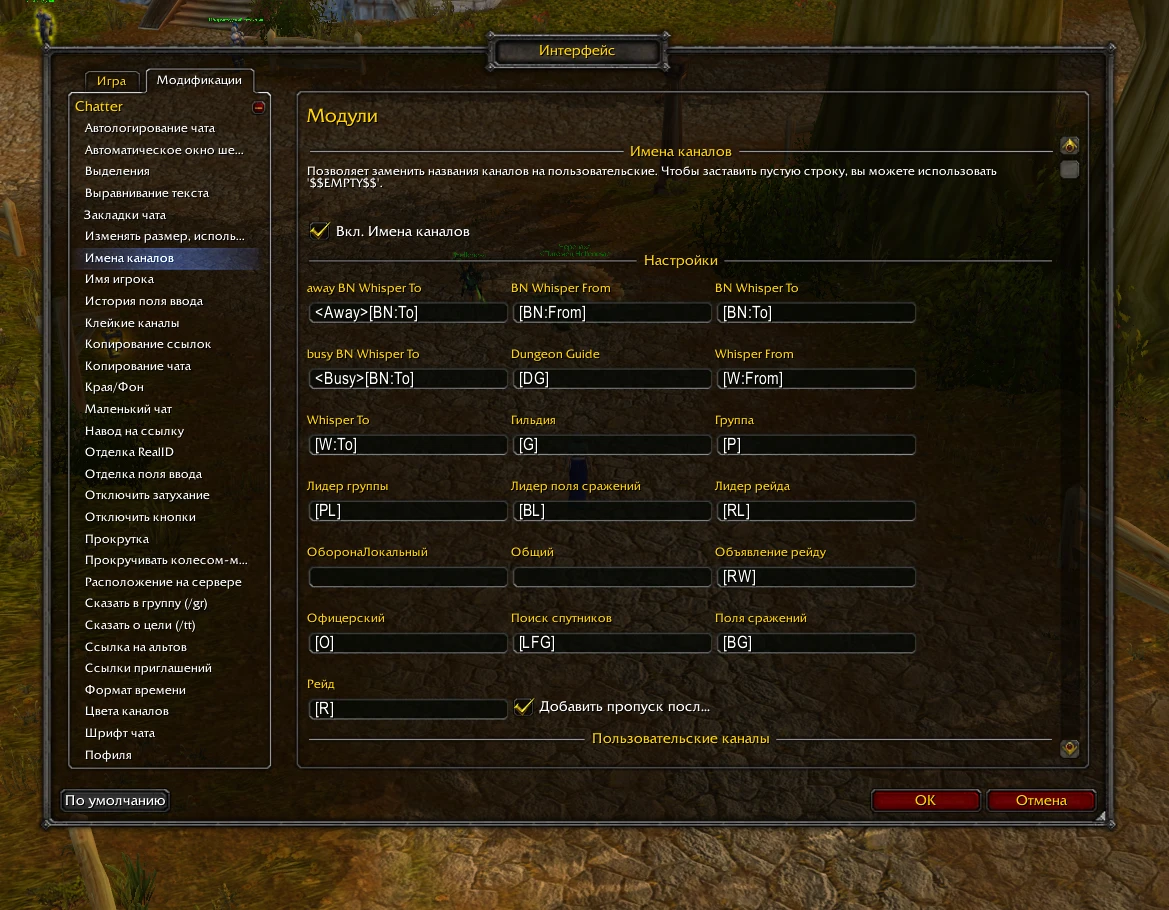 Интерфейс
Игра
Модификации
Chatter
Автологирование чата
Автоматическое окно ше...
Выделения
Выравнивание текста
Закладки чата
Изменять размер, исполь...
Имена каналов
Имя игрока
История поля ввода
Клейкие каналы
Копирование ссылок
Копирование чата
Края/Фон
Маленький чат
Навод на ссылку
Отделка RealID
Отделка поля ввода
Отключить затухание
Отключить кнопки
Прокрутка
Прокручивать колесом-м...
Расположение на сервере
Сказать в группу (/gr)
Сказать о цели (/tt)
Ссылка на альтов
Ссылки приглашений
Формат времени
Цвета каналов
Шрифт чата
Пофиля
Модули
Имена каналов
Позволяет заменить названия каналов на пользовательские. Чтобы заставить пустую строку, вы можете использовать
'$$EMPTY$$'.
Вкл. Имена каналов
Настройки
away BN Whisper To BN Whisper From BN Whisper To
<Away>[BN:To] [BN:From] [BN:To]
busy BN Whisper To Dungeon Guide Whisper From
<Busy>[BN:To] [DG] [W:From]
Whisper To Гильдия Группа
[W:To] [G] [P]
Лидер группы Лидер поля сражений Лидер рейда
[PL] [BL] [RL]
ОборонаЛокальный Общий Объявление рейду
[RW]
Офицерский Поиск спутников Поля сражений
[O] [LFG] [BG]
Рейд
[R] Добавить пропуск посл...
Пользовательские каналы
По умолчанию
ОК
Отмена